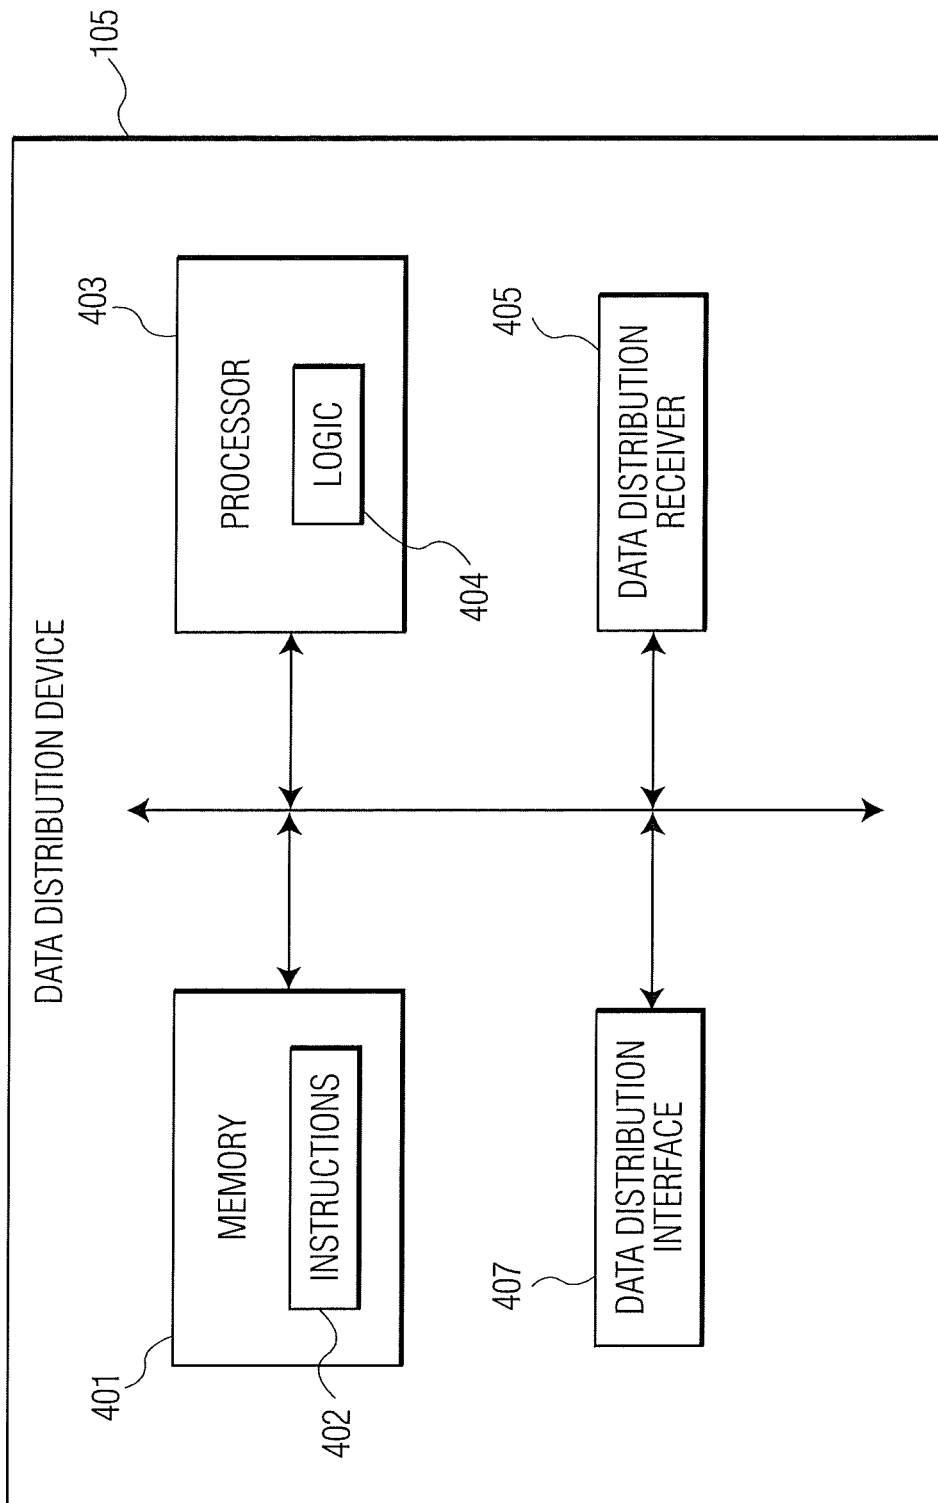 DATA DISTRIBUTION DEVICE
105
401
MEMORY
INSTRUCTIONS
402
403
PROCESSOR
LOGIC
404
407
DATA DISTRIBUTION
INTERFACE
405
DATA DISTRIBUTION
RECEIVER